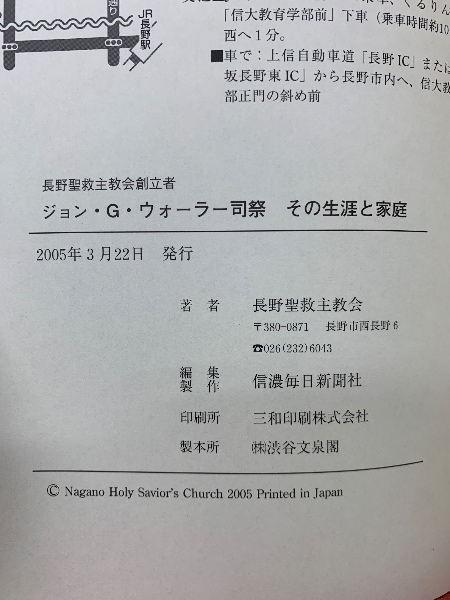 通り
JR
長野駅
「信大教育学部前」下車（乗車時間約10
西へ1分。
■車で：上信自動車道「長野IC」または
坂長野東IC」から長野市内へ、信大教
部正門の斜め前
長野聖救主教会創立者
ジョン・G・ウォーラー司祭　その生涯と家庭
2005年3月22日　発行
著者　長野聖救主教会
〒380-0871　長野市西長野6
☎026(232)6043
編集
製作　信濃毎日新聞社
印刷所　三和印刷株式会社
製本所　㈱渋谷文泉閣
© Nagano Holy Savior's Church 2005 Printed in Japan